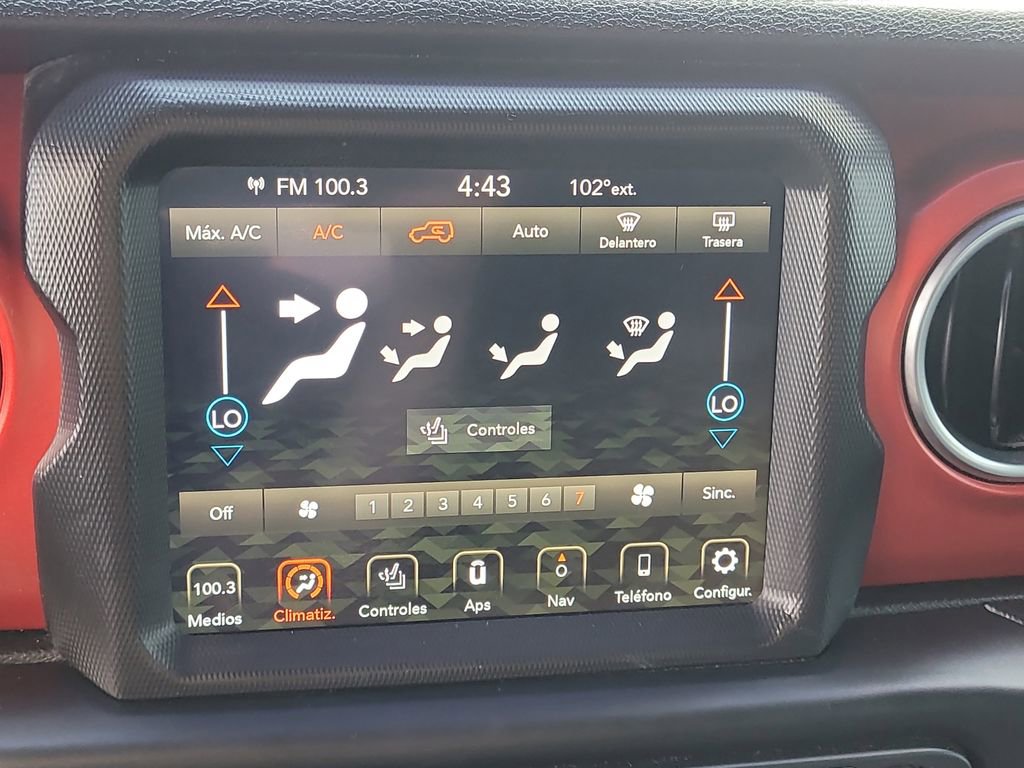 FM 100.3 4:43 102°ext.
Máx. A/C A/C Auto Delantero Trasera
LO LO
Controles
Off 1 2 3 4 5 6 7 Sinc.
100.3
Medios Climatiz. Controles Aps Nav Teléfono Configur.